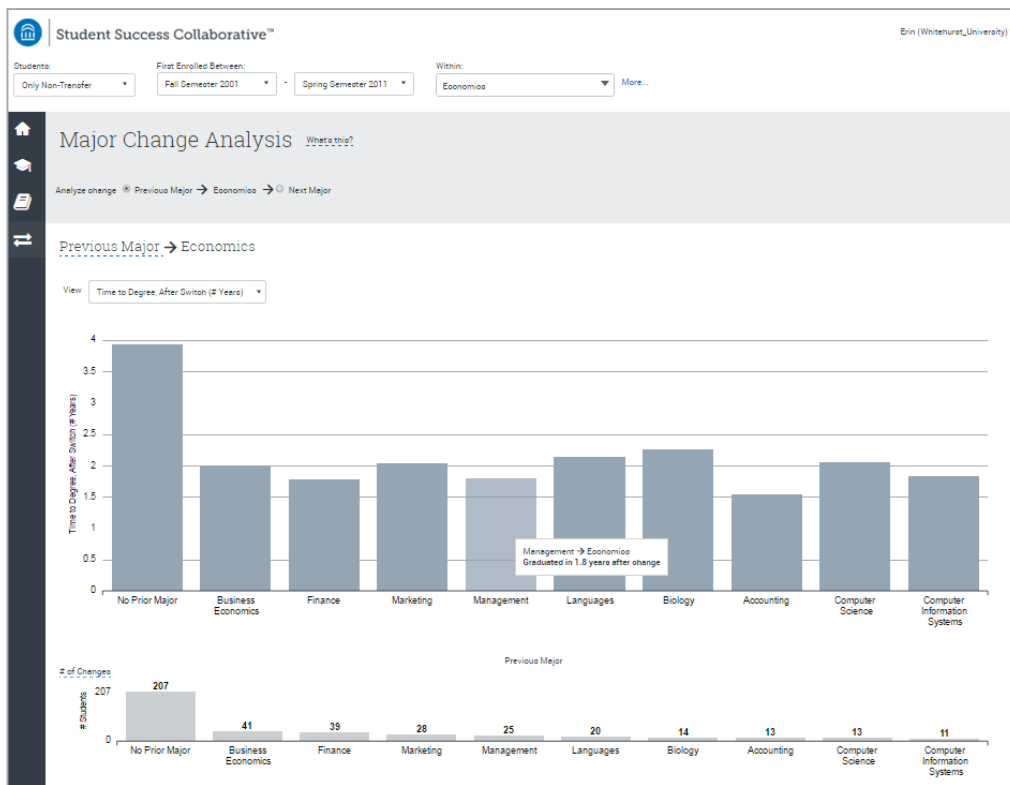 Student Success Collaborative™
Erin (Whitehurst_University)
Students:
First Enrolled Between:
Within:
Only Non-Transfer
Fall Semester 2001
-
Spring Semester 2011
Economics
More...
Major Change Analysis What's this?
Analyze change Previous Major → Economics → Next Major
Previous Major → Economics
View Time to Degree, After Switch (# Years)
Time to Degree, After Switch (# Years)
4
3.5
3
2.5
2
1.5
1
0.5
0
Management → Economics
Graduated in 1.8 years after change
No Prior Major
Business
Economics
Finance
Marketing
Management
Languages
Biology
Accounting
Computer
Science
Computer
Information
Systems
Previous Major
# of Changes
# Students
207
0
207
41
39
28
25
20
14
13
13
11
No Prior Major
Business
Economics
Finance
Marketing
Management
Languages
Biology
Accounting
Computer
Science
Computer
Information
Systems